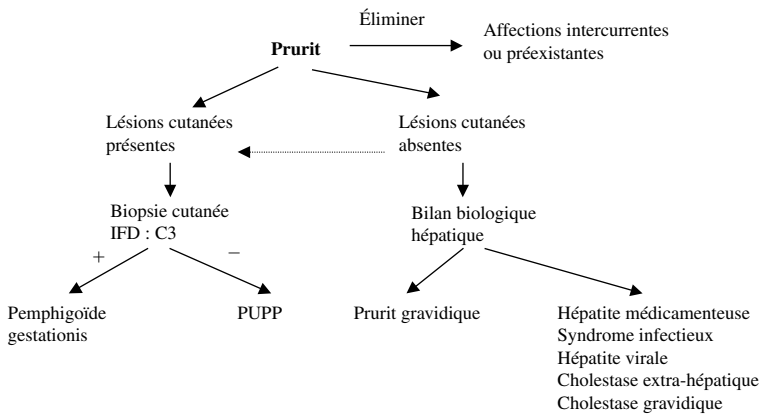 Éliminer
Prurit
Affections intercurrentes
ou préexistantes
Lésions cutanées
présentes
Lésions cutanées
absentes
Biopsie cutanée
IFD : C3
Bilan biologique
hépatique
+
–
Pemphigoïde
gestationis
PUPP
Prurit gravidique
Hépatite médicamenteuse
Syndrome infectieux
Hépatite virale
Cholestase extra-hépatique
Cholestase gravidique